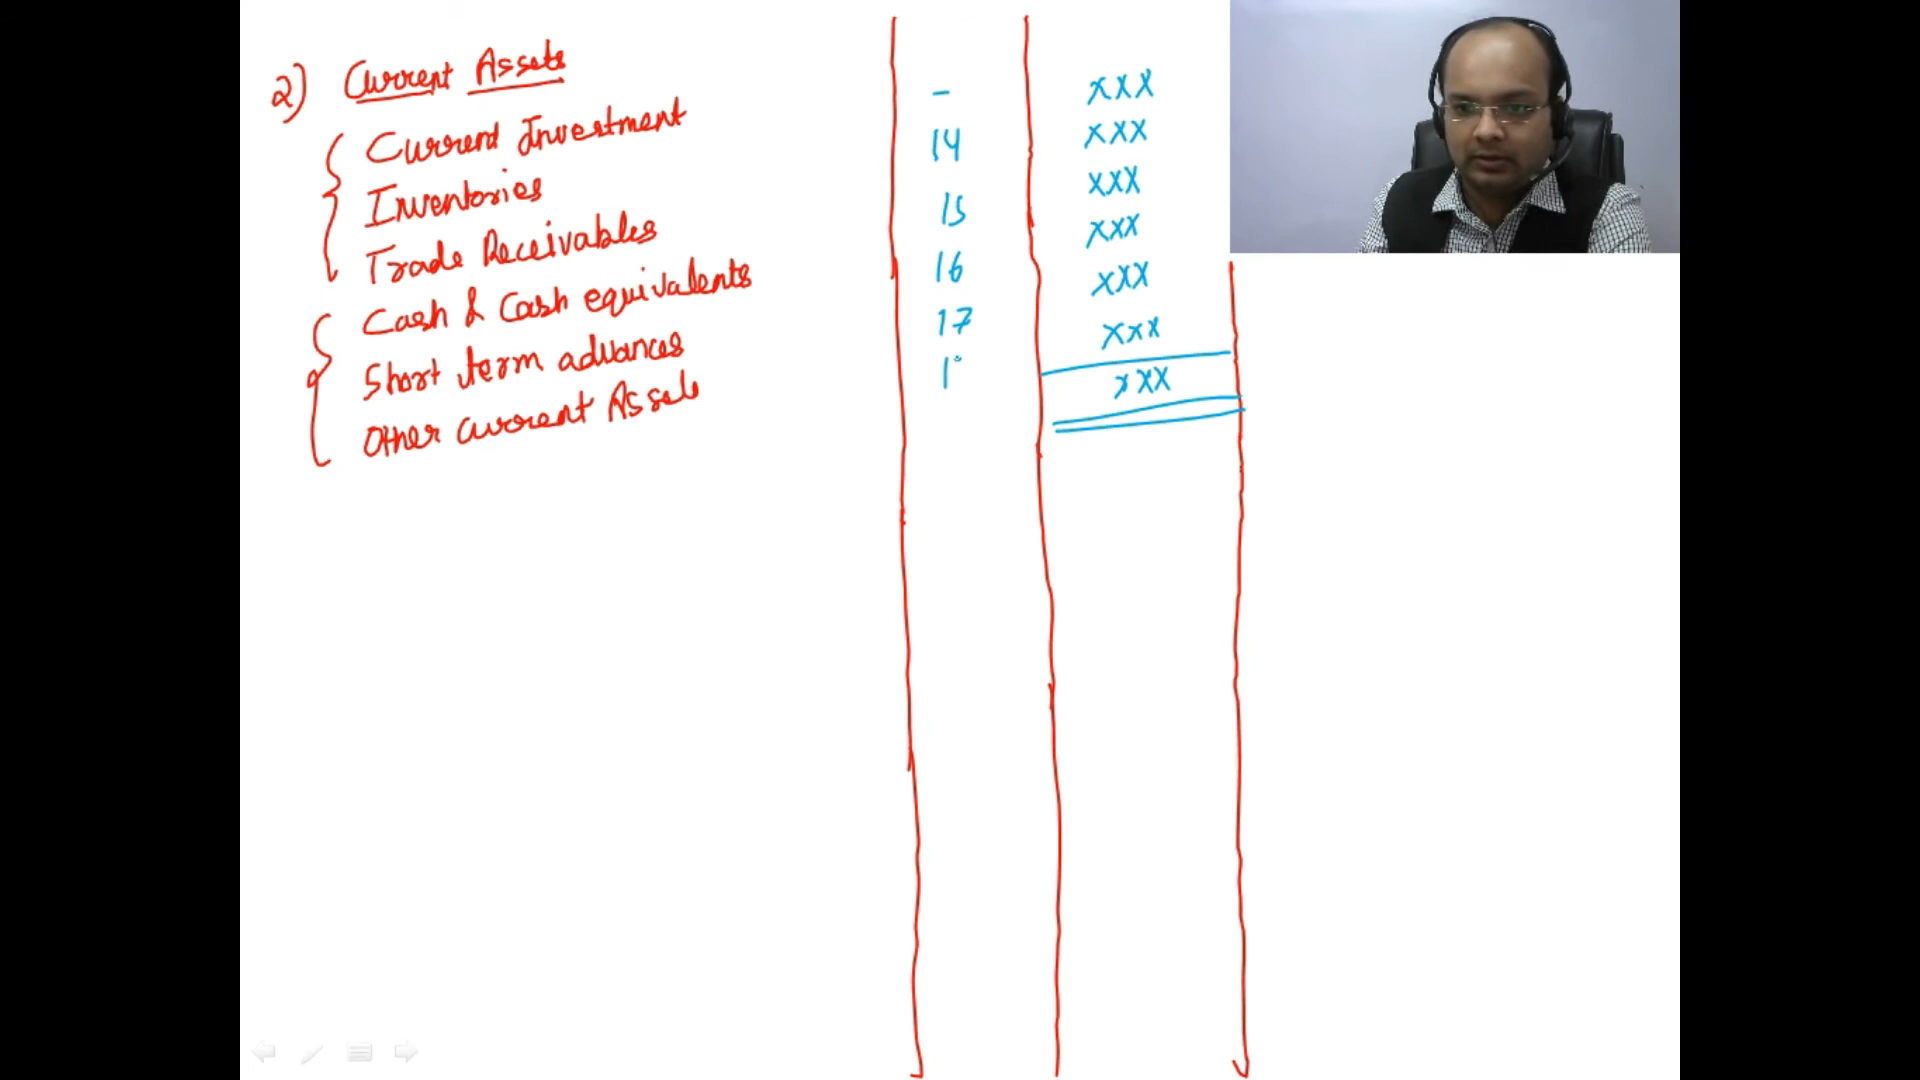 2) Current Assets
- xxx
Current Investment 14 xxx
Inventories 15 xxx
Trade Receivables 16 xxx
Cash & Cash equivalents 17 xxx
Short term advances xxx
Other current Assets xxx